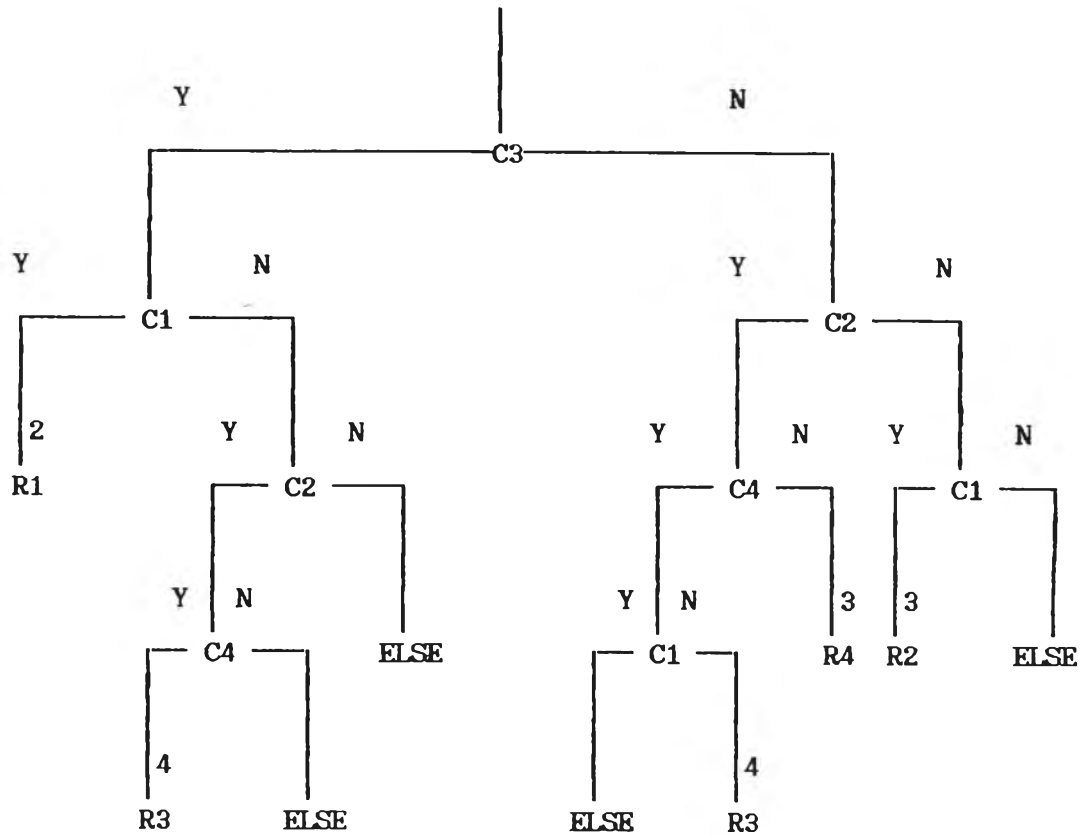 Y N
C3
Y N Y N
C1 C2
2 Y N Y N Y N
R1 C2 C4 C1
Y N Y N 3 3
C4 ELSE C1 R4 R2 ELSE
4 4
R3 ELSE ELSE R3